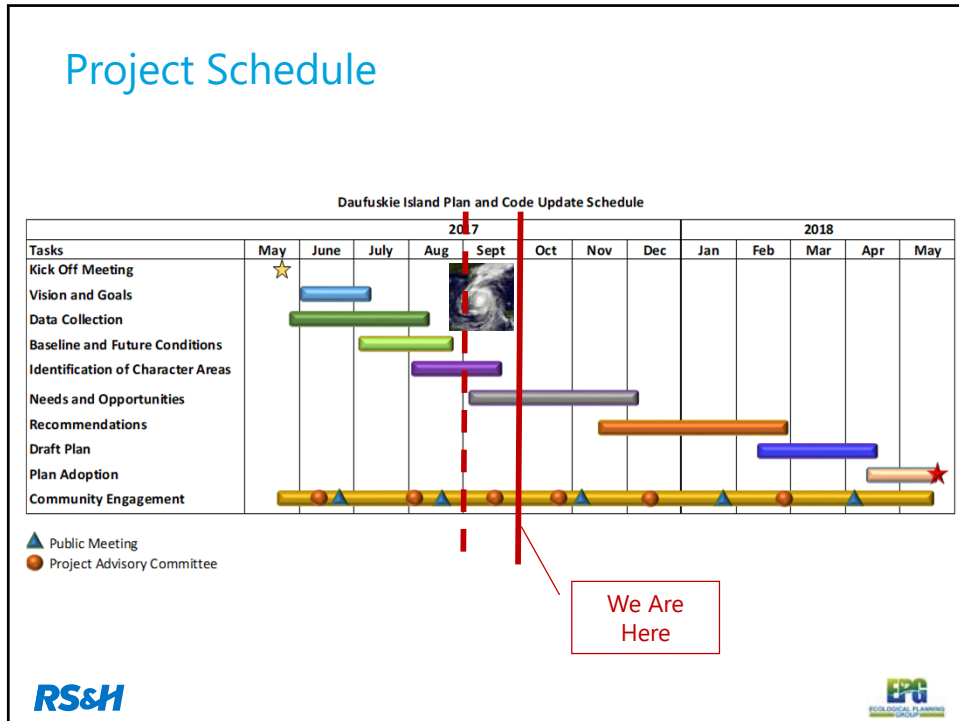 Project Schedule
Daufuskie Island Plan and Code Update Schedule
2017 2018
Tasks May June July Aug Sept Oct Nov Dec Jan Feb Mar Apr May
Kick Off Meeting
Vision and Goals
Data Collection
Baseline and Future Conditions
Identification of Character Areas
Needs and Opportunities
Recommendations
Draft Plan
Plan Adoption
Community Engagement
Public Meeting
Project Advisory Committee
We Are
Here
RS&H
EPG
ECOLOGICAL PLANNING
GROUP